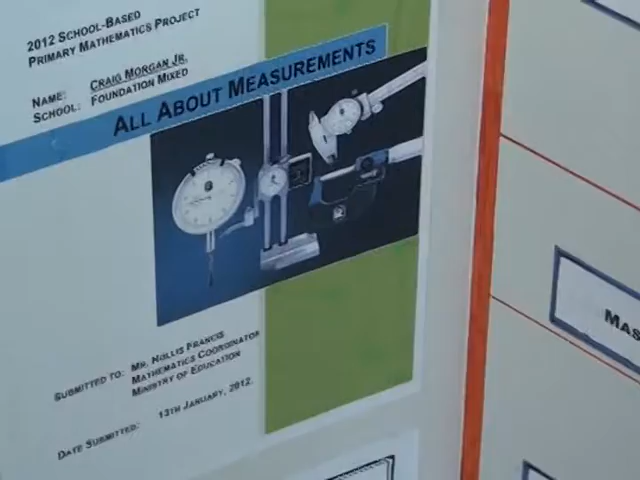 2012 SCHOOL-BASED
PRIMARY MATHEMATICS PROJECT
NAME: CRAIG MORGAN JR.
SCHOOL: FOUNDATION MIXED
ALL ABOUT MEASUREMENTS
SUBMITTED TO: MR. HOLLIS FRANCIS
MATHEMATICS COORDINATOR
MINISTRY OF EDUCATION
DATE SUBMITTED: 13TH JANUARY, 2012.
MAS